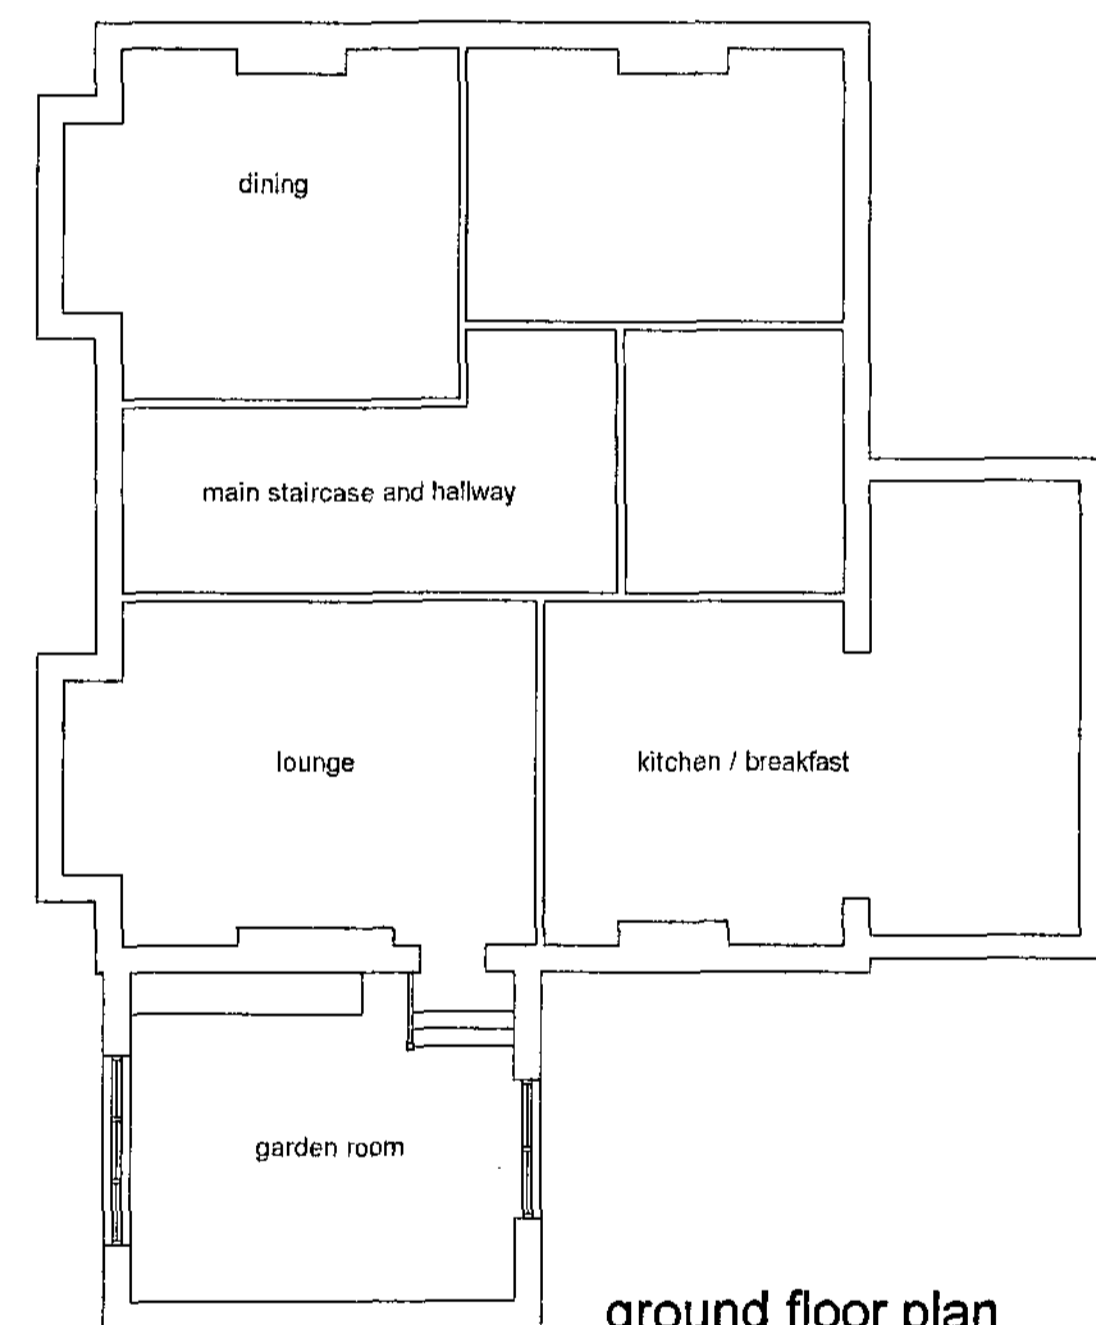 dining
main staircase and hallway
lounge
kitchen / breakfast
garden room
ground floor plan